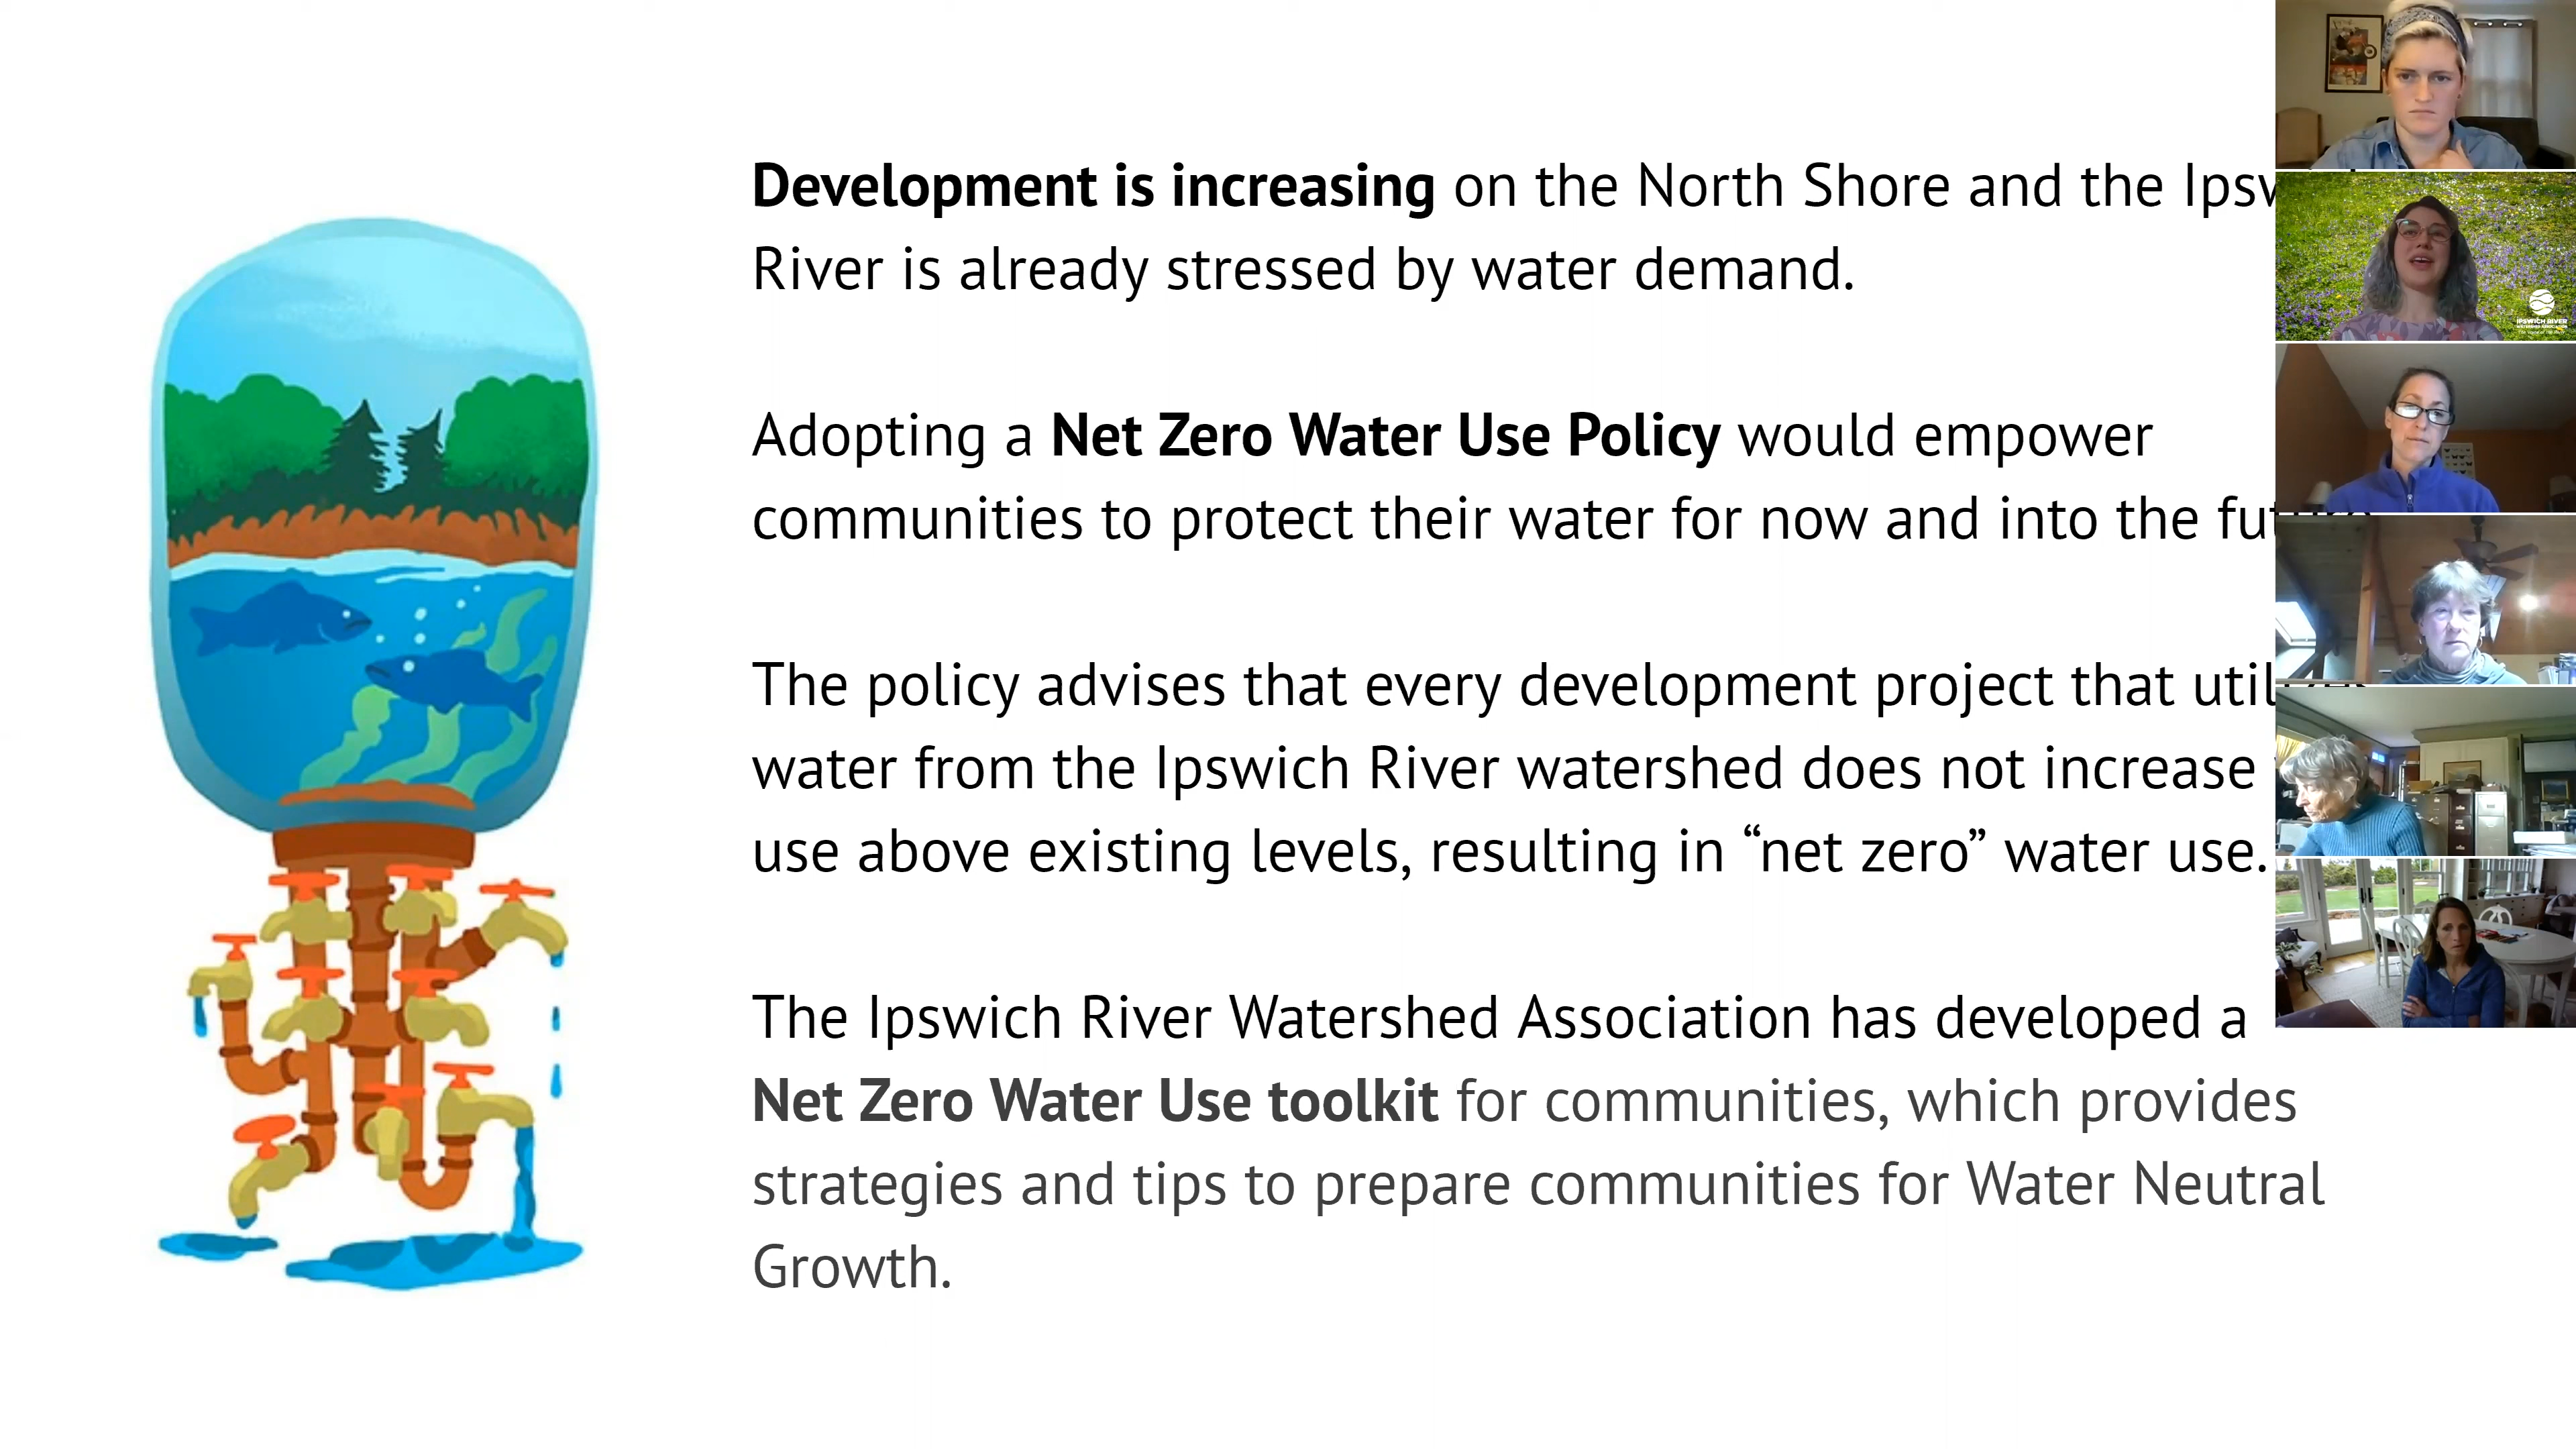 Development is increasing on the North Shore and the
River is already stressed by water demand.
Adopting a Net Zero Water Use Policy would empower
communities to protect their water for now and into the
The policy advises that every development project that
water from the Ipswich River watershed does not increase
use above existing levels, resulting in “net zero” water use.
The Ipswich River Watershed Association has developed a
Net Zero Water Use toolkit for communities, which provides
strategies and tips to prepare communities for Water Neutral
Growth.
IPSWICH RIVER